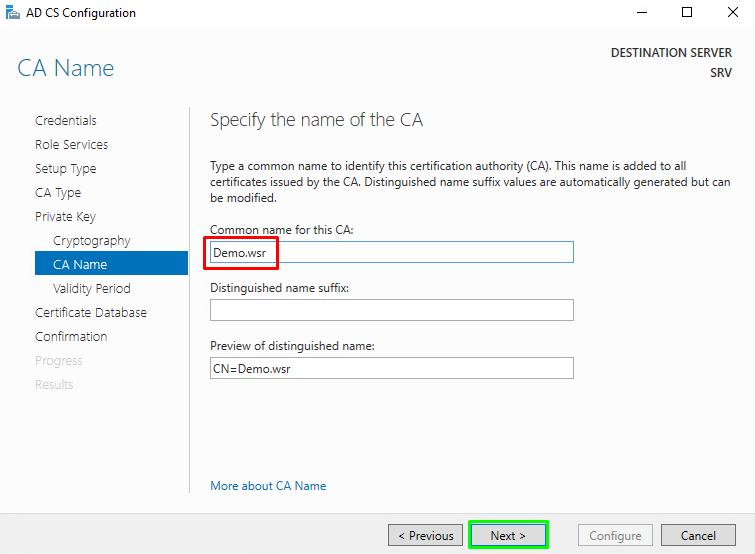 AD CS Configuration
DESTINATION SERVER
SRV
CA Name
Credentials
Role Services
Setup Type
CA Type
Private Key
Cryptography
CA Name
Validity Period
Certificate Database
Confirmation
Progress
Results
Specify the name of the CA
Type a common name to identify this certification authority (CA). This name is added to all
certificates issued by the CA. Distinguished name suffix values are automatically generated but can
be modified.
Common name for this CA:
Demo.wsr
Distinguished name suffix:
Preview of distinguished name:
CN=Demo.wsr
More about CA Name
< Previous
Next >
Configure
Cancel